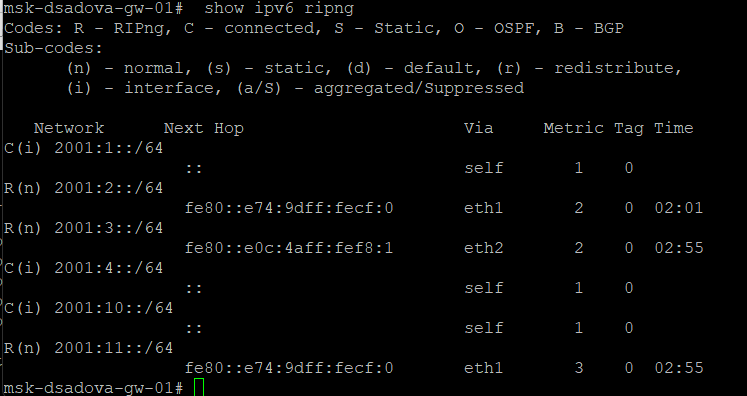 msk-dsadova-gw-01#  show ipv6 ripng
Codes: R - RIPng, C - connected, S - Static, O - OSPF, B - BGP
Sub-codes:
      (n) - normal, (s) - static, (d) - default, (r) - redistribute,
      (i) - interface, (a/S) - aggregated/Suppressed

   Network      Next Hop                      Via     Metric Tag Time
C(i) 2001:1::/64
                  ::                          self       1    0
R(n) 2001:2::/64
                  fe80::e74:9dff:fecf:0       eth1       2    0  02:01
R(n) 2001:3::/64
                  fe80::e0c:4aff:fef8:1       eth2       2    0  02:55
C(i) 2001:4::/64
                  ::                          self       1    0
C(i) 2001:10::/64
                  ::                          self       1    0
R(n) 2001:11::/64
                  fe80::e74:9dff:fecf:0       eth1       3    0  02:55
msk-dsadova-gw-01#